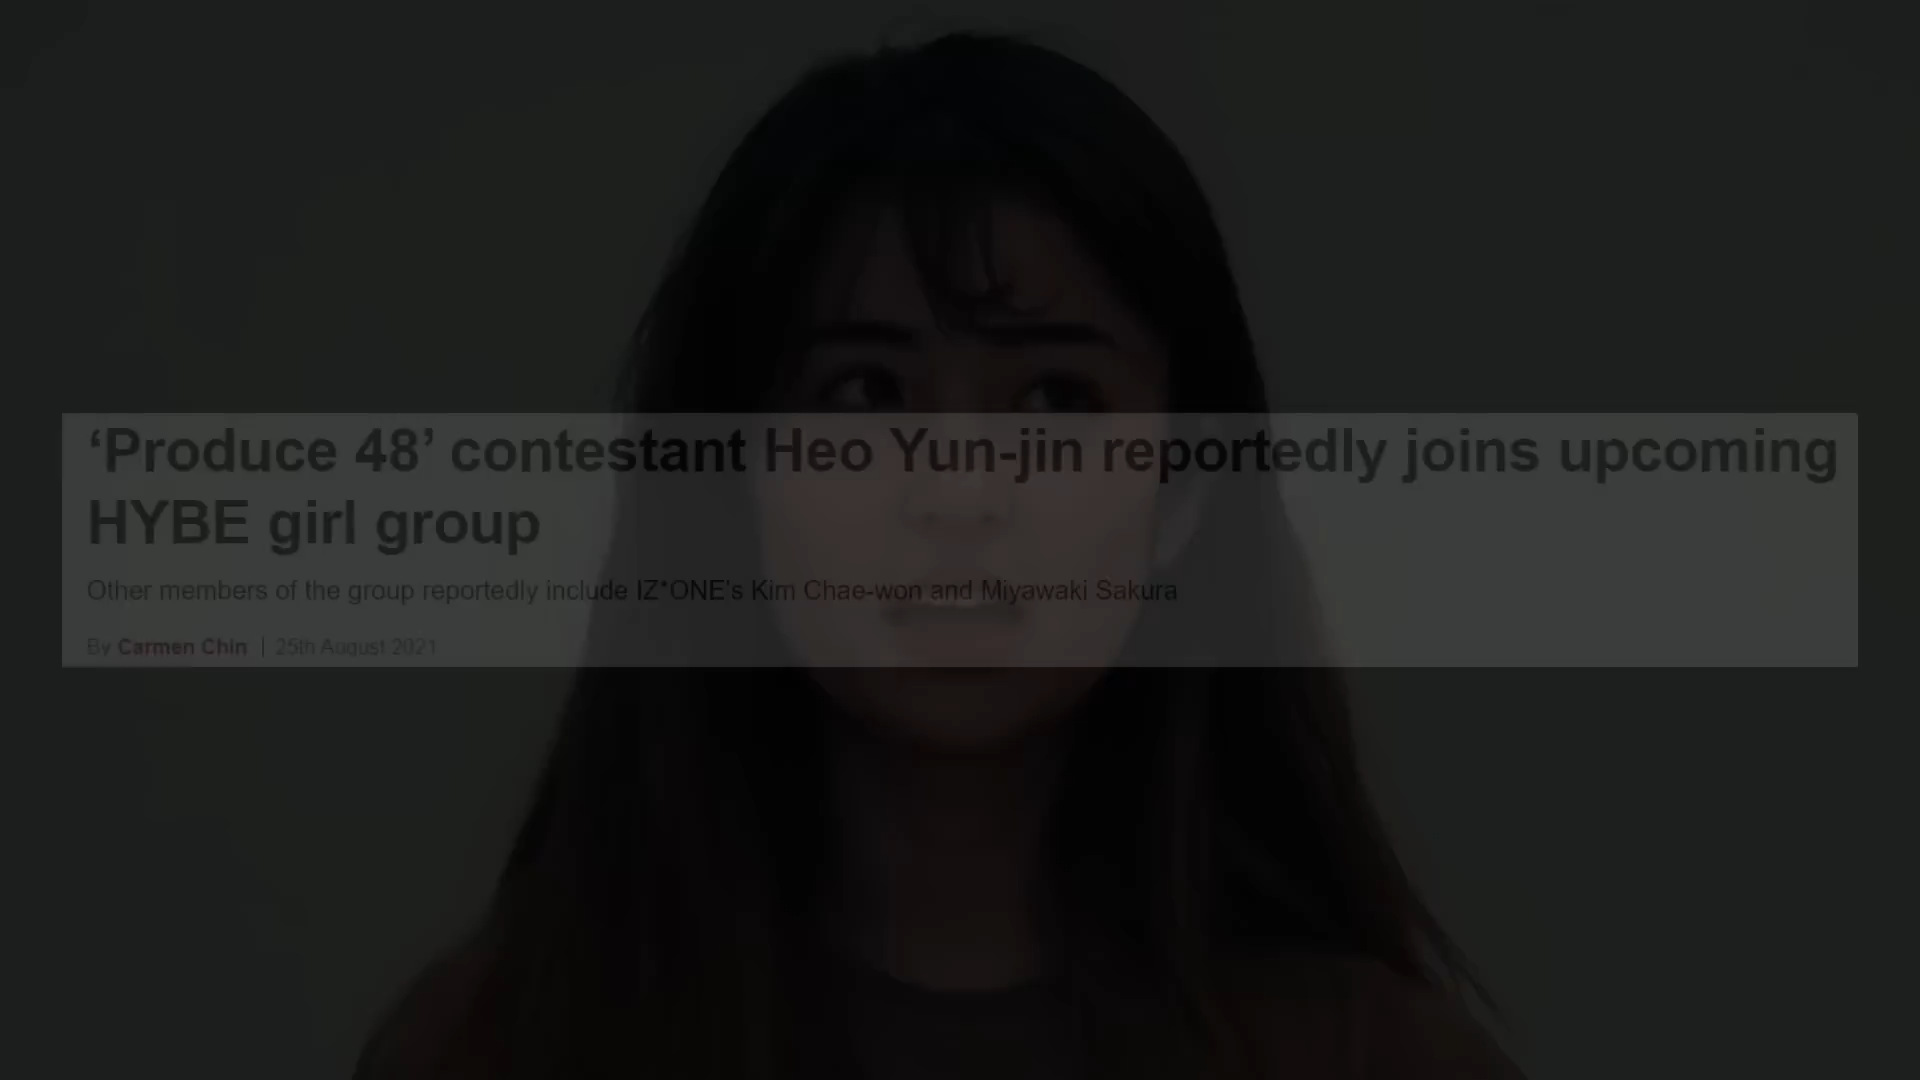 ‘Produce 48’ contestant Heo Yun-jin reportedly joins upcoming
HYBE girl group
Other members of the group reportedly include IZ*ONE's Kim Chae-won and Miyawaki Sakura
By Carmen Chin | 25th August 2021